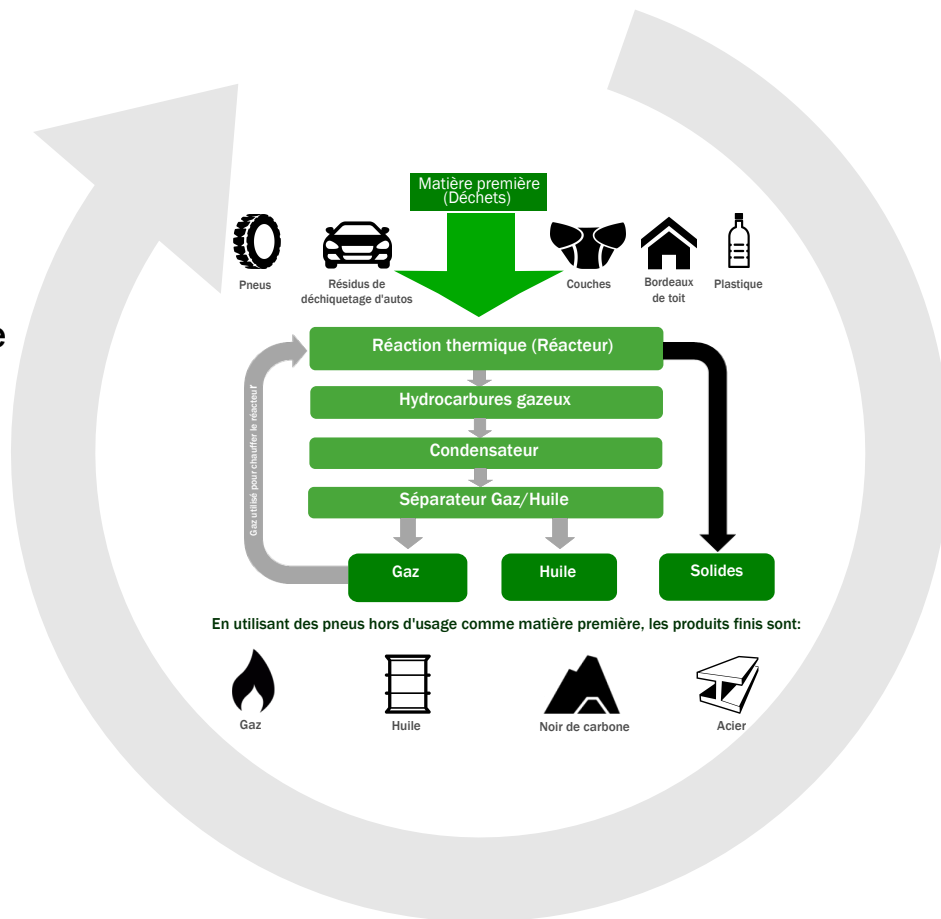 Matière première
(Déchets)
Pneus
Résidus de
déchiquetage d'autos
Couches
Bordeaux
de toit
Plastique
e
Réaction thermique (Réacteur)
Hydrocarbures gazeux
Condensateur
Séparateur Gaz/Huile
Gaz utilisé pour chauffer le réacteur
Gaz
Huile
Solides
En utilisant des pneus hors d'usage comme matière première, les produits finis sont:
Gaz
Huile
Noir de carbone
Acier